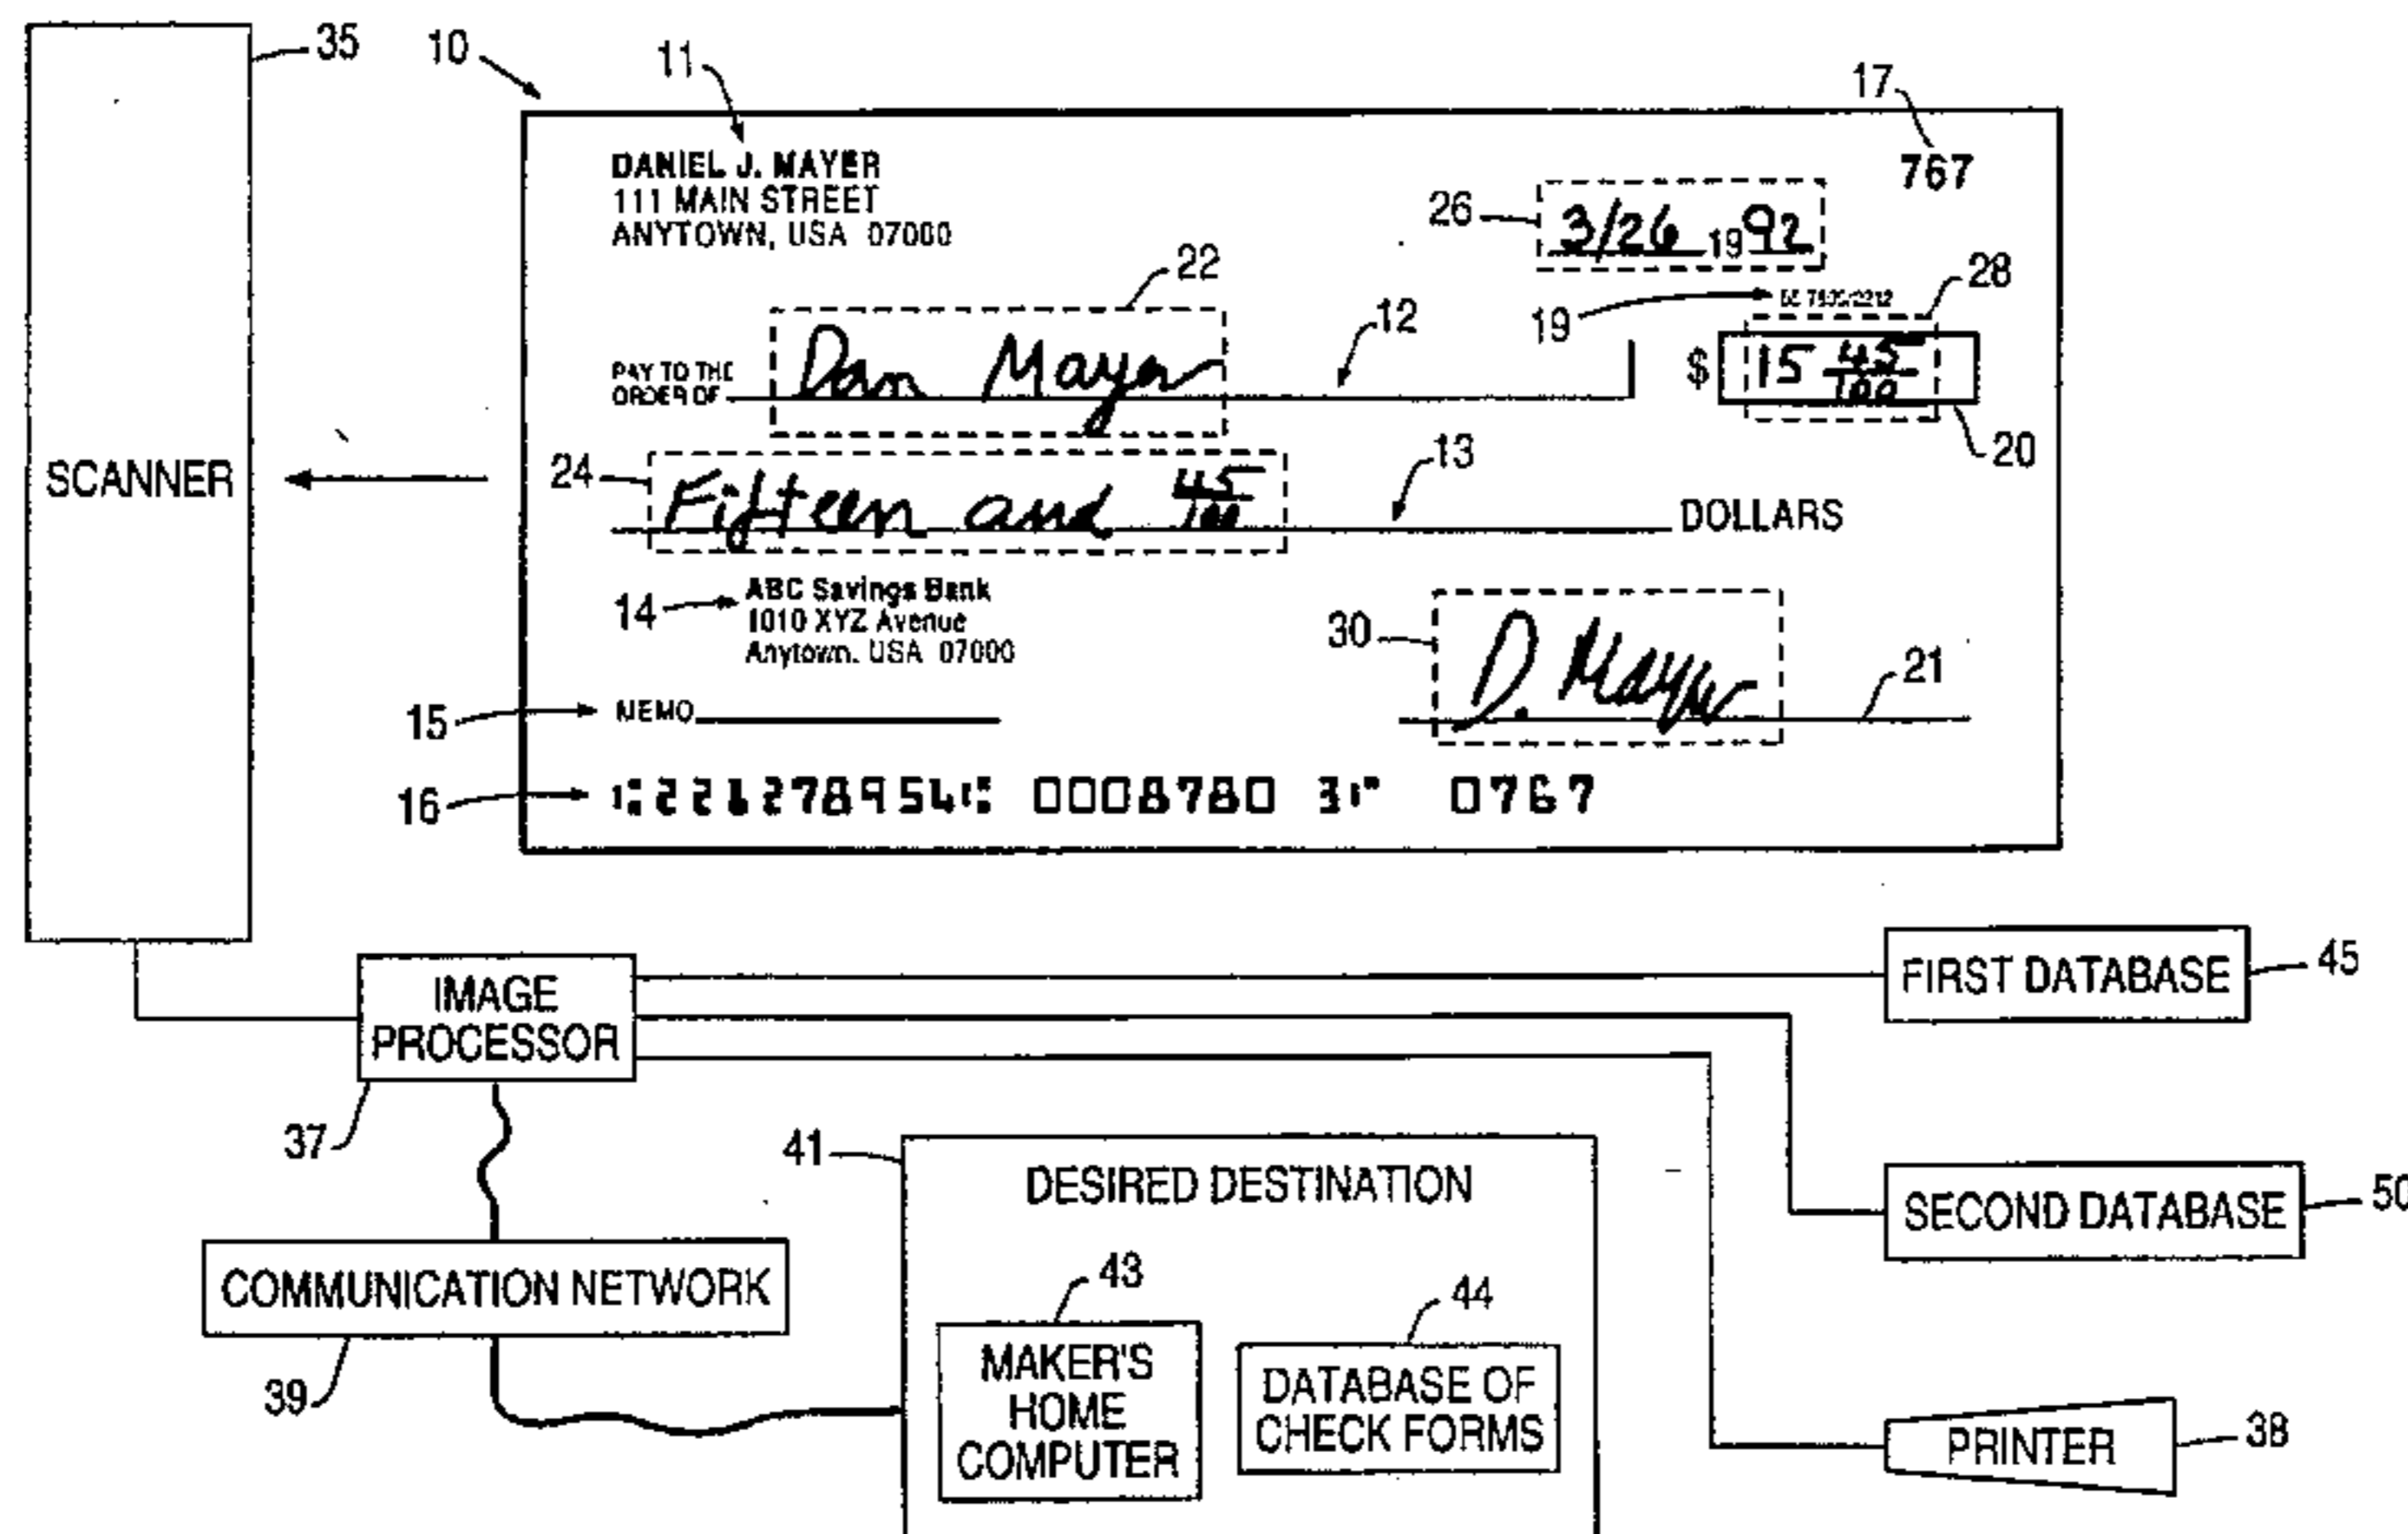 35
10
11
17
DANIEL J. MAYER
111 MAIN STREET
ANYTOWN, USA 07000
767
26
3/26 19 92
22
28
19
12
PAY TO THE
ORDER OF
Dan Mayer
$
15 45/100
20
SCANNER
24
Fifteen and 45/100
13
DOLLARS
14
ABC Savings Bank
1010 XYZ Avenue
Anytown, USA 07000
30
D. Mayer
21
15
MEMO
16
0008780 0767
FIRST DATABASE
45
IMAGE
PROCESSOR
37
41
DESIRED DESTINATION
SECOND DATABASE
50
COMMUNICATION NETWORK
39
43
MAKER'S
HOME
COMPUTER
44
DATABASE OF
CHECK FORMS
PRINTER
38